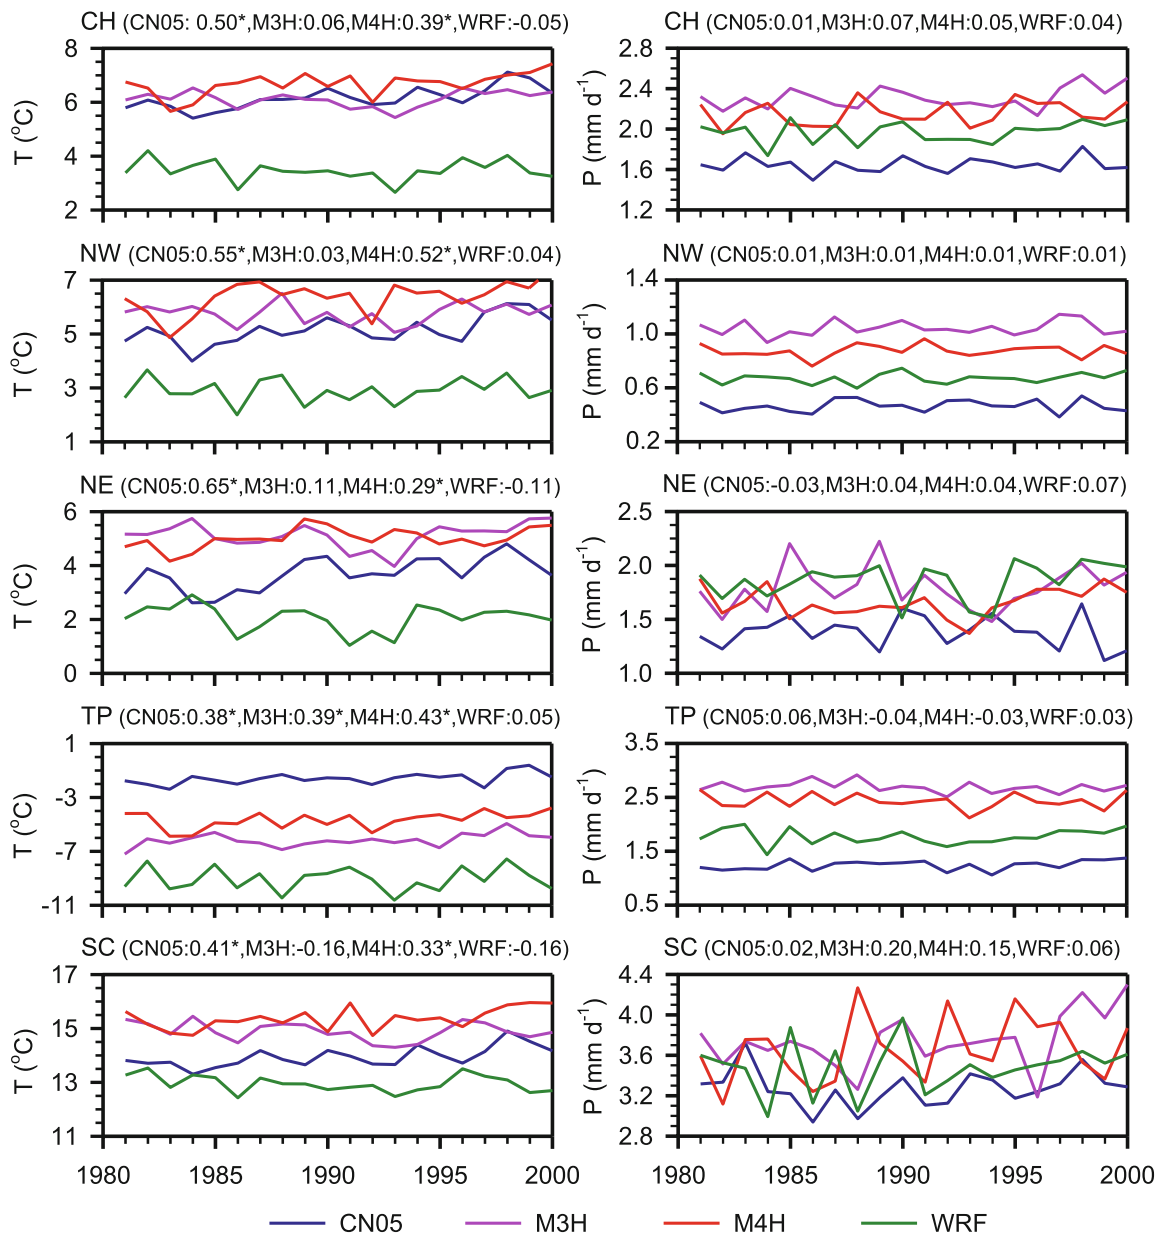 CH (CN05: 0.50*,M3H:0.06,M4H:0.39*,WRF:-0.05)
8
6
4
2
T (°C)
CH (CN05:0.01,M3H:0.07,M4H:0.05,WRF:0.04)
2.8
2.4
2.0
1.6
1.2
P (mm d-1)
NW (CN05:0.55*,M3H:0.03,M4H:0.52*,WRF:0.04)
7
5
3
1
T (°C)
NW (CN05:0.01,M3H:0.01,M4H:0.01,WRF:0.01)
1.4
1.0
0.6
0.2
P (mm d-1)
NE (CN05:0.65*,M3H:0.11,M4H:0.29*,WRF:-0.11)
6
4
2
0
T (°C)
NE (CN05:-0.03,M3H:0.04,M4H:0.04,WRF:0.07)
2.5
2.0
1.5
1.0
P (mm d-1)
TP (CN05:0.38*,M3H:0.39*,M4H:0.43*,WRF:0.05)
1
-3
-7
-11
T (°C)
TP (CN05:0.06,M3H:-0.04,M4H:-0.03,WRF:0.03)
3.5
2.5
1.5
0.5
P (mm d-1)
SC (CN05:0.41*,M3H:-0.16,M4H:0.33*,WRF:-0.16)
17
15
13
11
T (°C)
1980 1985 1990 1995 2000
SC (CN05:0.02,M3H:0.20,M4H:0.15,WRF:0.06)
4.4
4.0
3.6
3.2
2.8
P (mm d-1)
1980 1985 1990 1995 2000
CN05 M3H M4H WRF